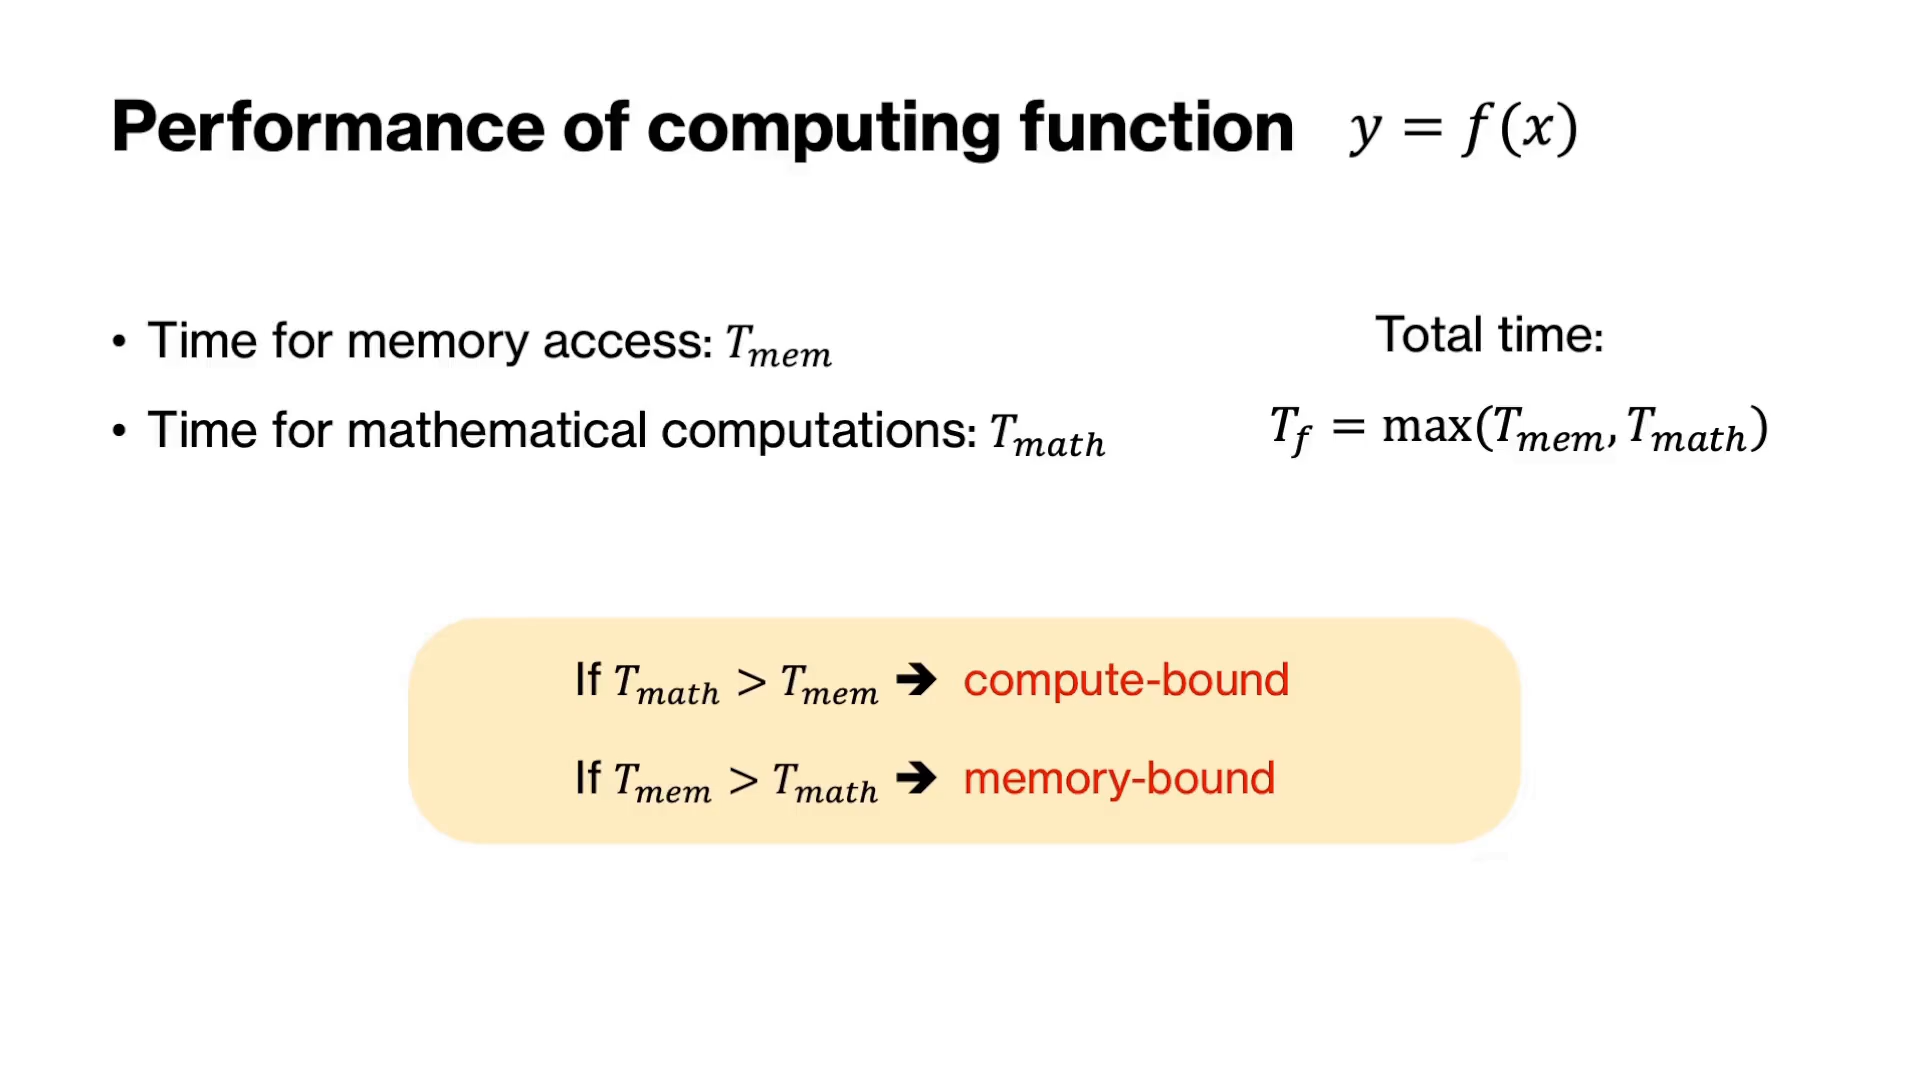 Performance of computing function y = f(x)
• Time for memory access: T_mem
• Time for mathematical computations: T_math
Total time:
T_f = max(T_mem, T_math)
If T_math > T_mem ➔ compute-bound
If T_mem > T_math ➔ memory-bound